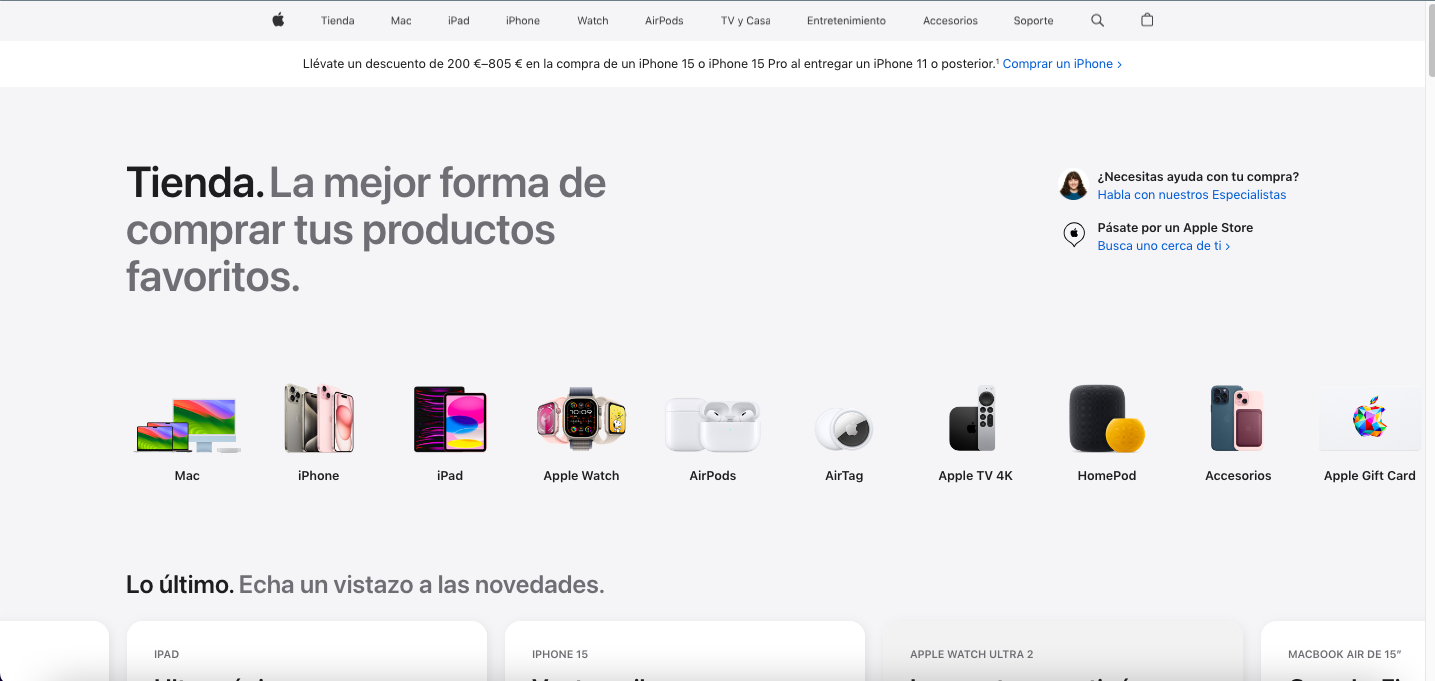 Tienda Mac iPad iPhone Watch AirPods TV y Casa Entretenimiento Accesorios Soporte
Llévate un descuento de 200 €–805 € en la compra de un iPhone 15 o iPhone 15 Pro al entregar un iPhone 11 o posterior.¹ Comprar un iPhone >
Tienda. La mejor forma de
comprar tus productos
favoritos.
¿Necesitas ayuda con tu compra?
Habla con nuestros Especialistas
Pásate por un Apple Store
Busca uno cerca de ti >
Mac iPhone iPad Apple Watch AirPods AirTag Apple TV 4K HomePod Accesorios Apple Gift Card
Lo último. Echa un vistazo a las novedades.
IPAD
IPHONE 15
APPLE WATCH ULTRA 2
MACBOOK AIR DE 15”